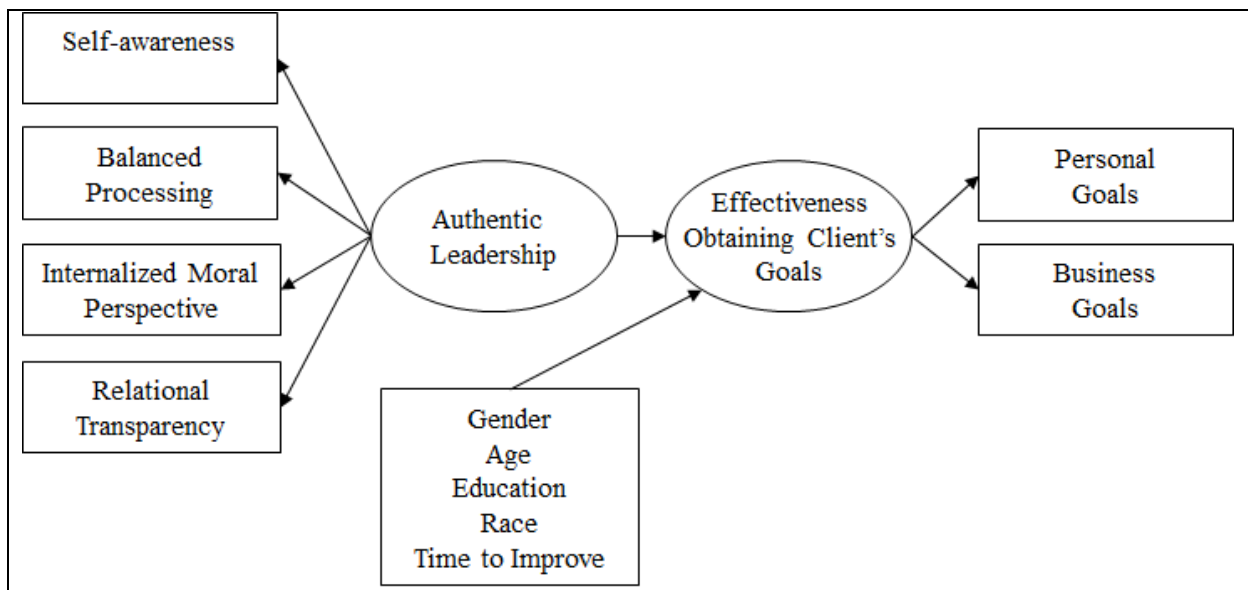 Self-awareness
Balanced
Processing
Internalized Moral
Perspective
Relational
Transparency
Authentic
Leadership
Gender
Age
Education
Race
Time to Improve
Effectiveness
Obtaining Client's
Goals
Personal
Goals
Business
Goals